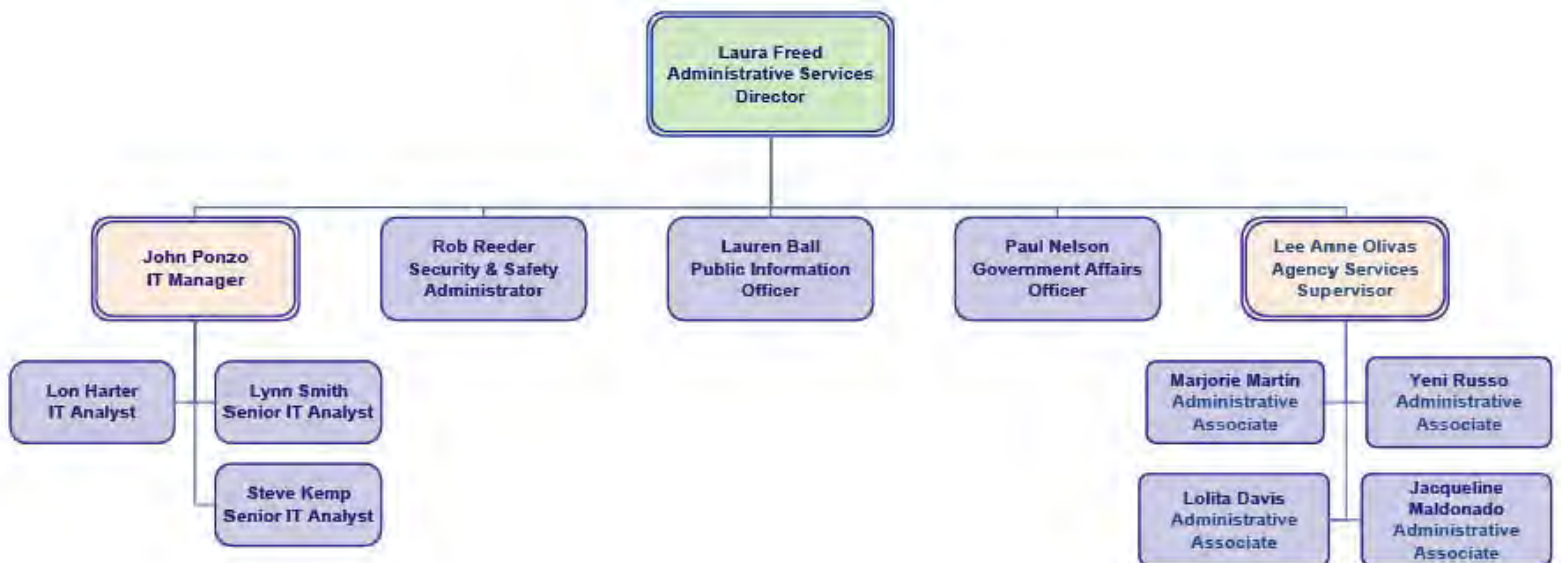 Laura Freed
Administrative Services
Director
John Ponzo
IT Manager
Rob Reeder
Security & Safety
Administrator
Lauren Ball
Public Information
Officer
Paul Nelson
Government Affairs
Officer
Lee Anne Olivas
Agency Services
Supervisor
Lon Harter
IT Analyst
Lynn Smith
Senior IT Analyst
Steve Kemp
Senior IT Analyst
Marjorie Martin
Administrative
Associate
Yeni Russo
Administrative
Associate
Lolita Davis
Administrative
Associate
Jacqueline
Maldonado
Administrative
Associate